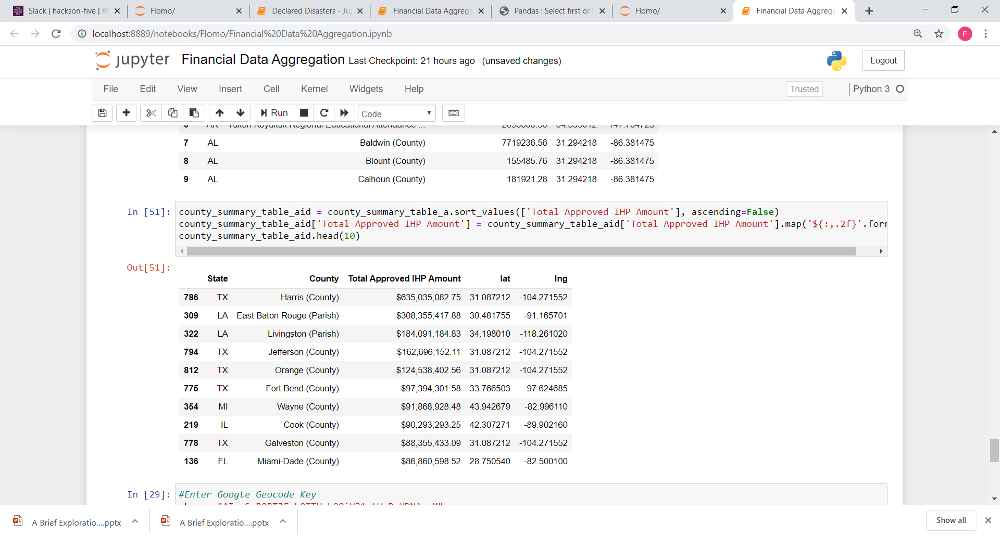 Slack | hackson-five | R
Flomo/
Declared Disasters - Ju
Financial Data Aggrega
Pandas : Select first or
Flomo/
Financial Data Aggrega
localhost:8889/notebooks/Flomo/Financial%20Data%20Aggregation.ipynb
F
jupyter Financial Data Aggregation Last Checkpoint: 21 hours ago (unsaved changes)
Logout
File Edit View Insert Cell Kernel Widgets Help
Trusted
Python 3
Run
Code
7 AL Baldwin (County) 7719236.56 31.294218 -86.381475
8 AL Blount (County) 155485.76 31.294218 -86.381475
9 AL Calhoun (County) 181921.28 31.294218 -86.381475
In [51]: county_summary_table_aid = county_summary_table_a.sort_values(['Total Approved IHP Amount'], ascending=False)
county_summary_table_aid['Total Approved IHP Amount'] = county_summary_table_aid['Total Approved IHP Amount'].map('${:,.2f}'.forn
county_summary_table_aid.head(10)
Out[51]:
State County Total Approved IHP Amount lat lng
786 TX Harris (County) $635,035,082.75 31.087212 -104.271552
309 LA East Baton Rouge (Parish) $308,355,417.88 30.481755 -91.165701
322 LA Livingston (Parish) $184,091,184.83 34.198010 -118.261020
794 TX Jefferson (County) $162,696,152.11 31.087212 -104.271552
812 TX Orange (County) $124,538,402.56 31.087212 -104.271552
775 TX Fort Bend (County) $97,394,301.58 33.766503 -97.624685
354 MI Wayne (County) $91,868,928.48 43.942679 -82.996110
219 IL Cook (County) $90,293,293.25 42.307271 -89.902160
778 TX Galveston (County) $88,355,433.09 31.087212 -104.271552
136 FL Miami-Dade (County) $86,860,598.52 28.750540 -82.500100
In [29]: #Enter Google Geocode Key
A Brief Exploratio....pptx
A Brief Exploratio....pptx
Show all